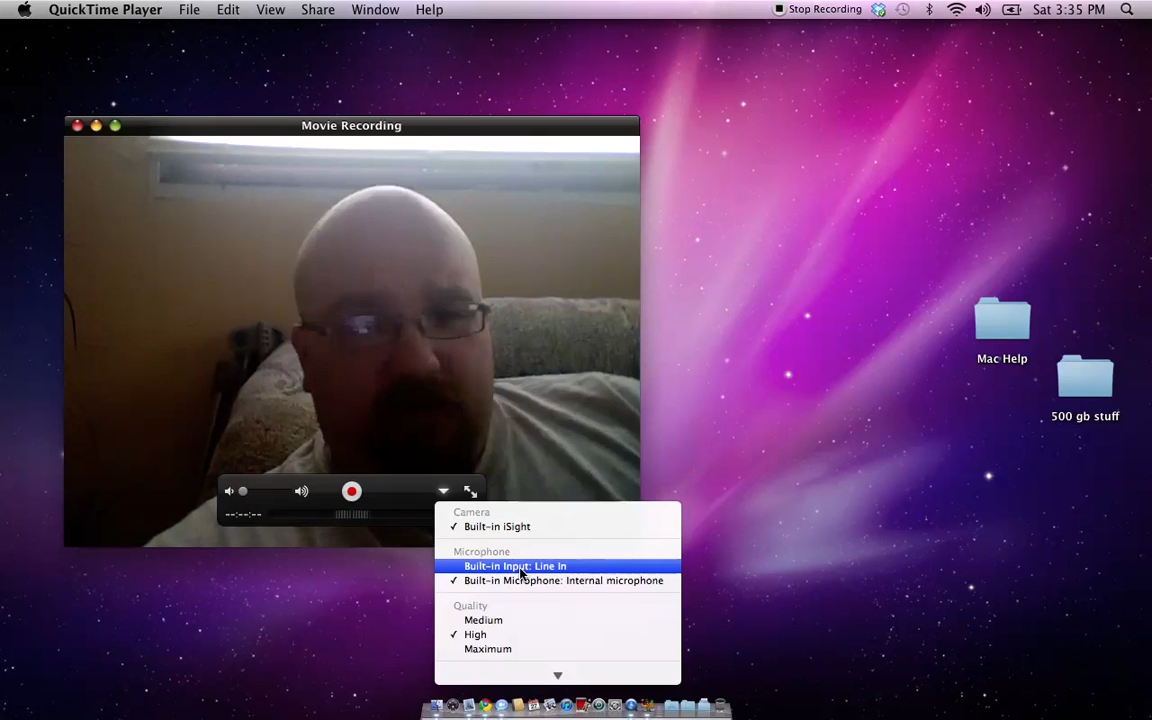 QuickTime Player File Edit View Share Window Help Stop Recording Sat 3:35 PM
Movie Recording
Mac Help
500 gb stuff
--:--:--
Camera
✓ Built-in iSight
Microphone
Built-in Input: Line In
✓ Built-in Microphone: Internal microphone
Quality
Medium
✓ High
Maximum